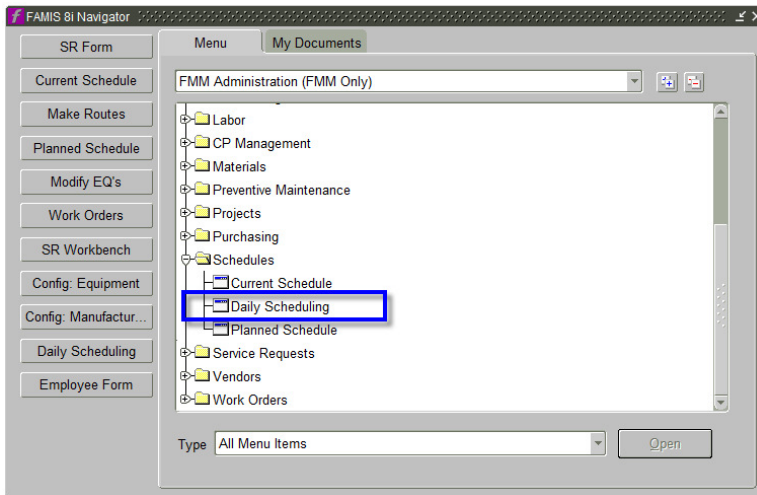 FAMIS 8i Navigator
SR Form
Current Schedule
Make Routes
Planned Schedule
Modify EQ's
Work Orders
SR Workbench
Config: Equipment
Config: Manufactur...
Daily Scheduling
Employee Form
Menu
My Documents
FMM Administration (FMM Only)
Labor
CP Management
Materials
Preventive Maintenance
Projects
Purchasing
Schedules
Current Schedule
Daily Scheduling
Planned Schedule
Service Requests
Vendors
Work Orders
Type All Menu Items
Open